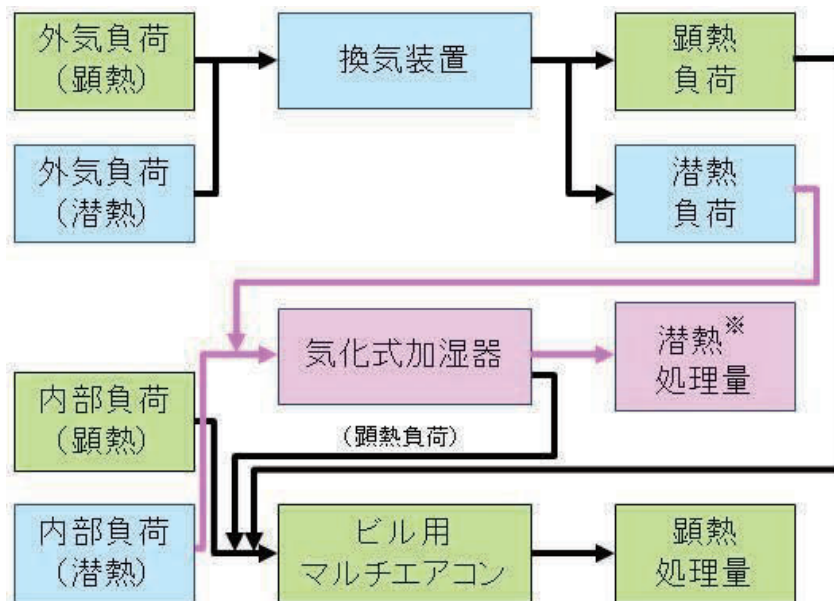 外気負荷
(顕熱)
換気装置
顕熱
負荷
外気負荷
(潜熱)
潜熱
負荷
気化式加湿器
潜熱※
処理量
内部負荷
(顕熱)
(顕熱負荷)
内部負荷
(潜熱)
ビル用
マルチエアコン
顕熱
処理量